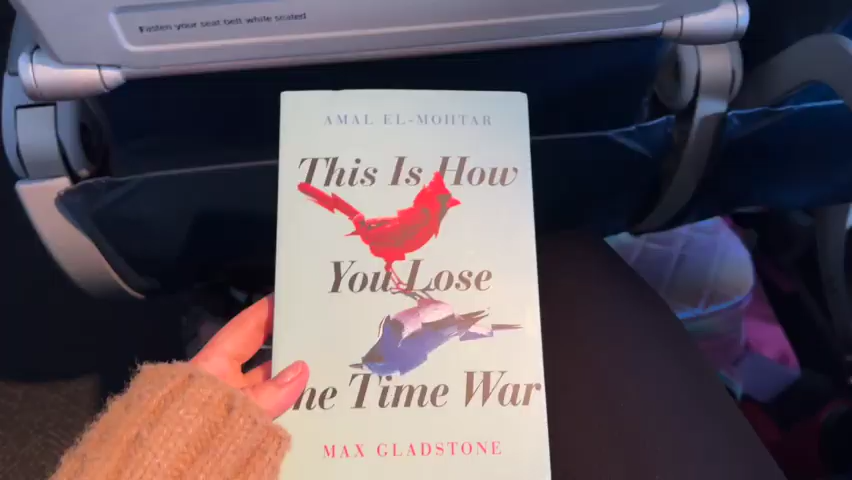 Fasten your seat belt while seated
AMAL EL-MOHTAR
This Is How
You Lose
he Time War
MAX GLADSTONE